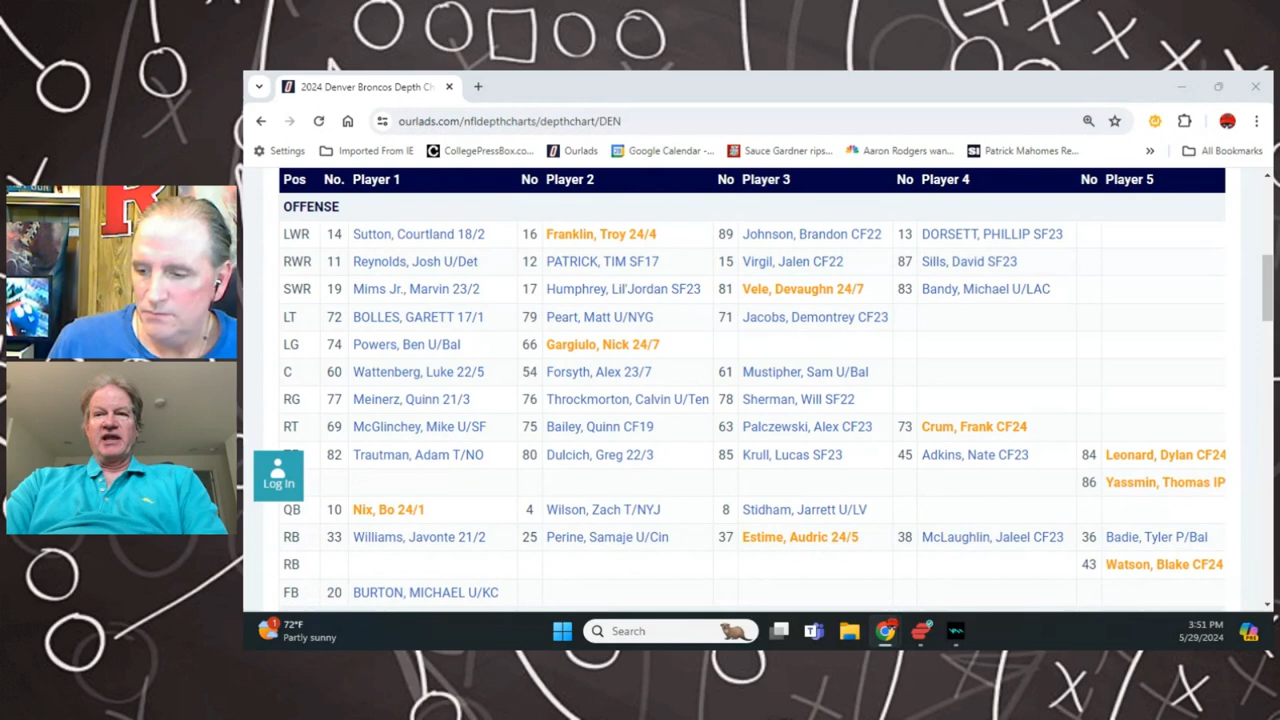 2024 Denver Broncos Depth Ch
ourlads.com/nfldepthcharts/depthchart/DEN
Settings Imported From IE CollegePressBox.co... Ourlads Google Calendar -... Sauce Gardner rips... Aaron Rodgers wan... Patrick Mahomes Re... » All Bookmarks
Pos No. Player 1 No Player 2 No Player 3 No Player 4 No Player 5
OFFENSE
LWR 14 Sutton, Courtland 18/2 16 Franklin, Troy 24/4 89 Johnson, Brandon CF22 13 DORSETT, PHILLIP SF23
RWR 11 Reynolds, Josh U/Det 12 PATRICK, TIM SF17 15 Virgil, Jalen CF22 87 Sills, David SF23
SWR 19 Mims Jr., Marvin 23/2 17 Humphrey, Lil'Jordan SF23 81 Vele, Devaughn 24/7 83 Bandy, Michael U/LAC
LT 72 BOLLES, GARETT 17/1 79 Peart, Matt U/NYG 71 Jacobs, Demontrey CF23
LG 74 Powers, Ben U/Bal 66 Gargiulo, Nick 24/7
C 60 Wattenberg, Luke 22/5 54 Forsyth, Alex 23/7 61 Mustipher, Sam U/Bal
RG 77 Meinerz, Quinn 21/3 76 Throckmorton, Calvin U/Ten 78 Sherman, Will SF22
RT 69 McGlinchey, Mike U/SF 75 Bailey, Quinn CF19 63 Palczewski, Alex CF23 73 Crum, Frank CF24
82 Trautman, Adam T/NO 80 Dulcich, Greg 22/3 85 Krull, Lucas SF23 45 Adkins, Nate CF23 84 Leonard, Dylan CF24
Log In
86 Yassmin, Thomas IP
QB 10 Nix, Bo 24/1 4 Wilson, Zach T/NYJ 8 Stidham, Jarrett U/LV
RB 33 Williams, Javonte 21/2 25 Perine, Samaje U/Cin 37 Estime, Audric 24/5 38 McLaughlin, Jaleel CF23 36 Badie, Tyler P/Bal
RB 43 Watson, Blake CF24
FB 20 BURTON, MICHAEL U/KC
1 72°F
Partly sunny
Search
3:51 PM
5/29/2024
R